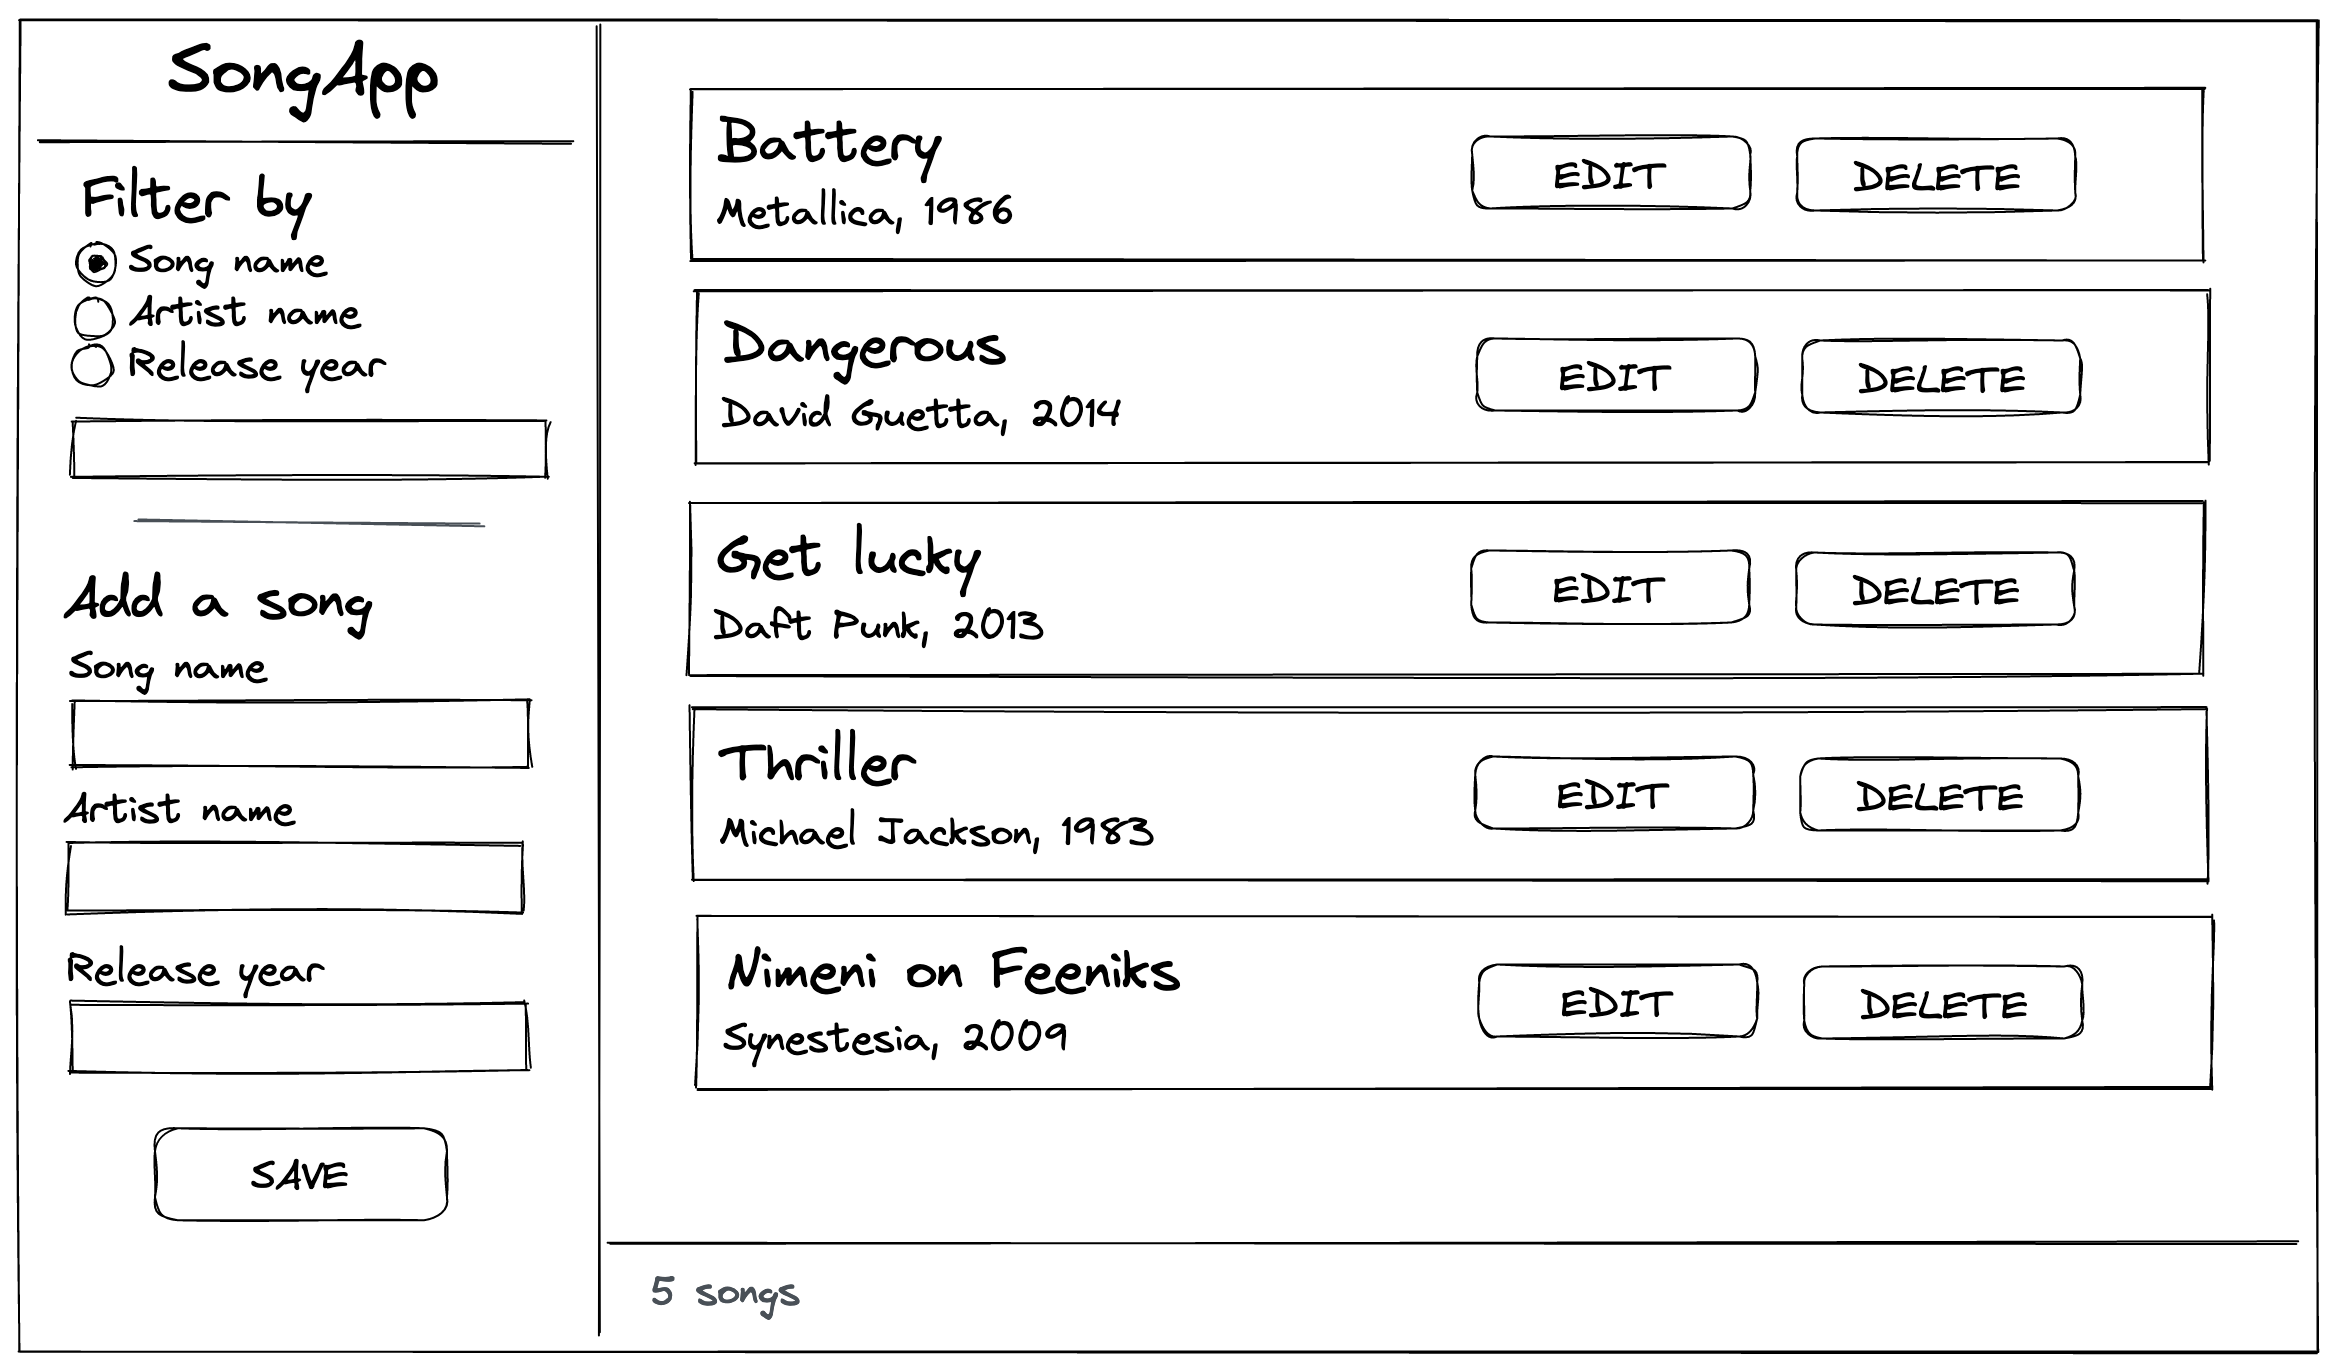 SongApp
Filter by
Song name
Artist name
Release year
Add a song
Song name
Artist name
Release year
SAVE
Battery
Metallica, 1986
EDIT
DELETE
Dangerous
David Guetta, 2014
EDIT
DELETE
Get lucky
Daft Punk, 2013
EDIT
DELETE
Thriller
Michael Jackson, 1983
EDIT
DELETE
Nimeni on Feeniks
Synestesia, 2009
EDIT
DELETE
5 songs